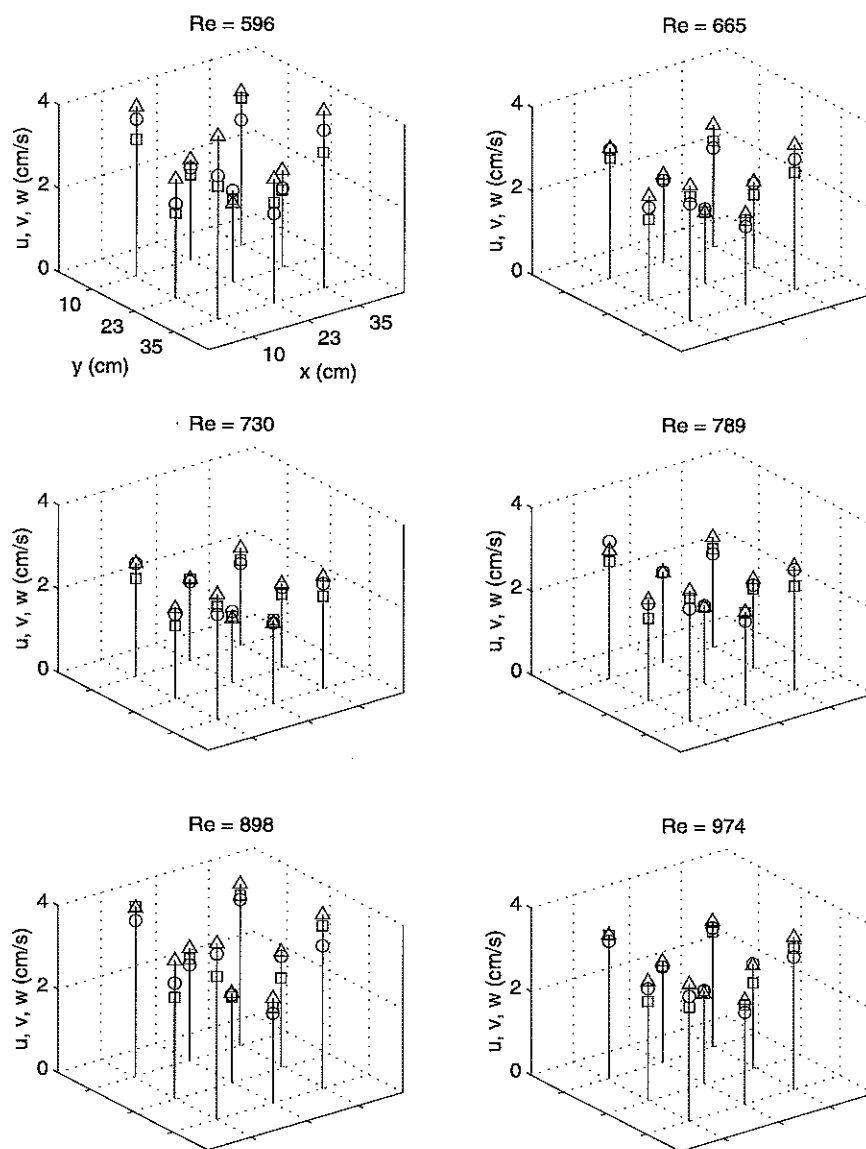 Re = 596
Re = 665
4
2
0
u, v, w (cm/s)
10
23
35
y (cm)
10
23
35
x (cm)
4
2
0
u, v, w (cm/s)
Re = 730
Re = 789
4
2
0
u, v, w (cm/s)
4
2
0
u, v, w (cm/s)
Re = 898
Re = 974
4
2
0
u, v, w (cm/s)
4
2
0
u, v, w (cm/s)